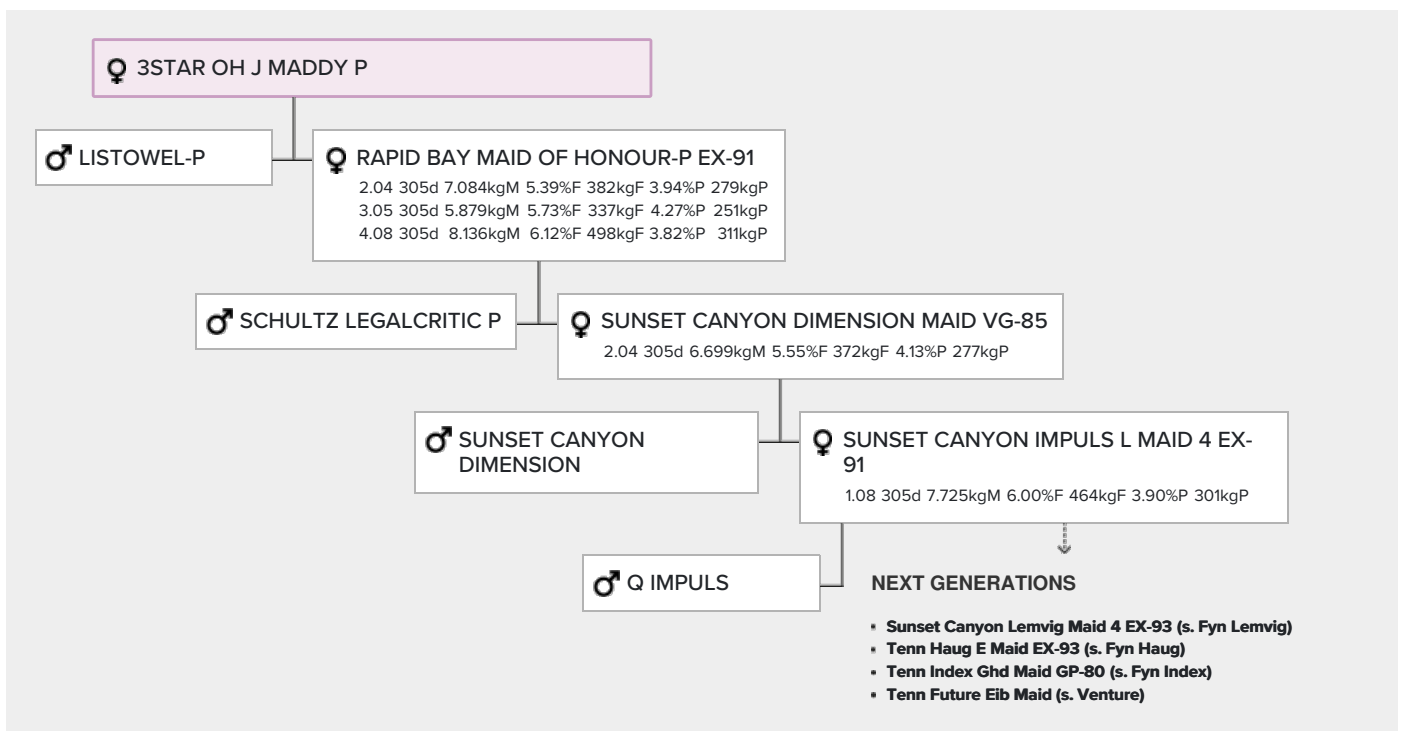 3STAR OH J MADDY P
LISTOWEL-P
RAPID BAY MAID OF HONOUR-P EX-91
2.04 305d 7.084kgM 5.39%F 382kgF 3.94%P 279kgP
3.05 305d 5.879kgM 5.73%F 337kgF 4.27%P 251kgP
4.08 305d 8.136kgM 6.12%F 498kgF 3.82%P 311kgP
SCHULTZ LEGALCRITIC P
SUNSET CANYON DIMENSION MAID VG-85
2.04 305d 6.699kgM 5.55%F 372kgF 4.13%P 277kgP
SUNSET CANYON
DIMENSION
SUNSET CANYON IMPULS L MAID 4 EX-
91
1.08 305d 7.725kgM 6.00%F 464kgF 3.90%P 301kgP
Q IMPULS
NEXT GENERATIONS
Sunset Canyon Lemvig Maid 4 EX-93 (s. Fyn Lemvig)
Tenn Haug E Maid EX-93 (s. Fyn Haug)
Tenn Index Ghd Maid GP-80 (s. Fyn Index)
Tenn Future Eib Maid (s. Venture)